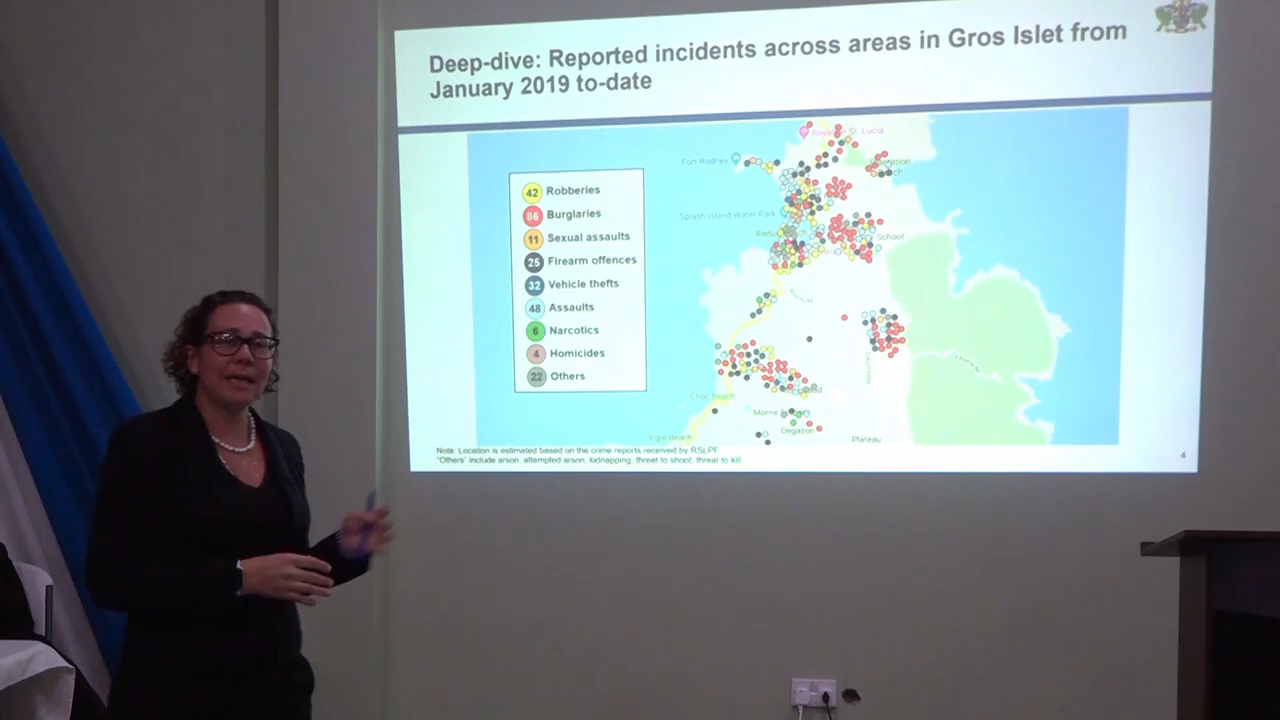 Deep-dive: Reported incidents across areas in Gros Islet from
January 2019 to-date
42 Robberies
86 Burglaries
11 Sexual assaults
25 Firearm offences
32 Vehicle thefts
48 Assaults
6 Narcotics
4 Homicides
22 Others
St. Lucia
Fort Rodney
Splash Island Water Park
School
Choc Beach
Morne
Degazon
Vigie Beach
Plateau
Note: Location is estimated based on the crime reports received by RSLPF
"Others" include arson, attempted arson, kidnapping, threat to shoot, threat to kill
4